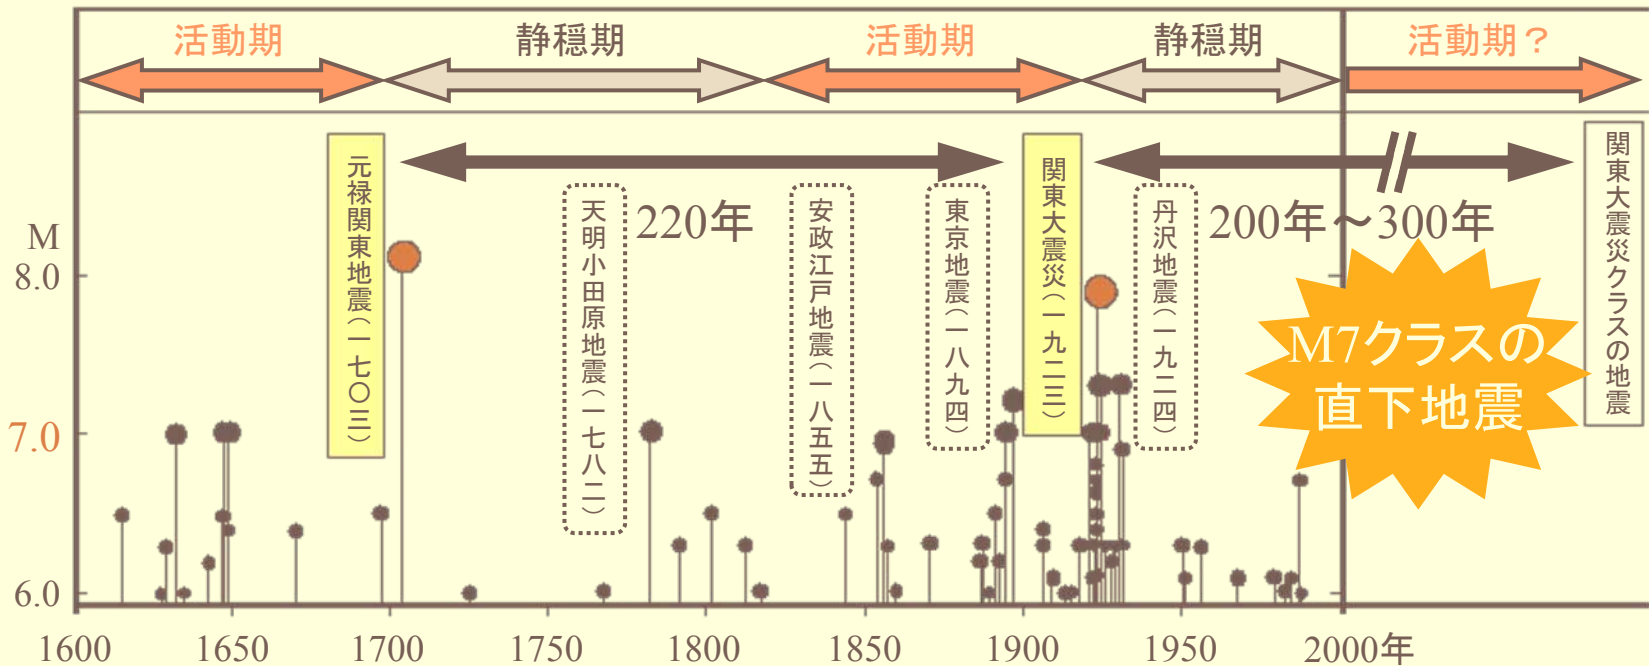 活動期
静穏期
活動期
静穏期
活動期？
元禄関東地震（一七〇三）
220年
天明小田原地震（一七八二）
安政江戸地震（一八五五）
東京地震（一八九四）
関東大震災（一九二三）
丹沢地震（一九二四）
200年～300年
関東大震災クラスの地震
M7クラスの
直下地震
M
8.0
7.0
6.0
1600
1650
1700
1750
1800
1850
1900
1950
2000年